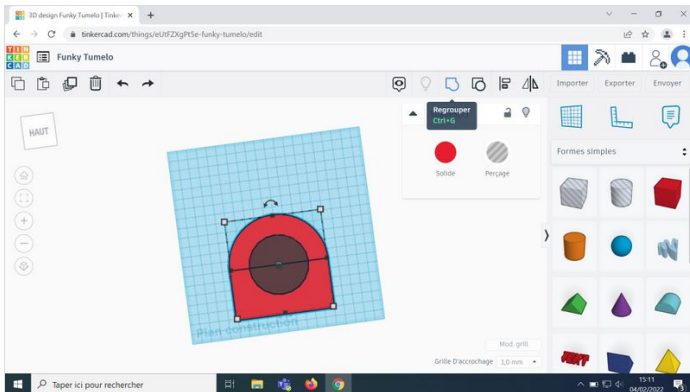 3D design Funky Tumelo | Tinker
tinkercad.com/things/eUtFZXgPtSe-funky-tumelo/edit
TIN
KER
CAD
Funky Tumelo
Importer
Exporter
Envoyer
Regrouper
Ctrl+G
HAUT
Solide
Perçage
Formes simples
Plan construction
Mod. grill.
Grille D'accrochage
1,0 mm
Taper ici pour rechercher
15:11
04/02/2022